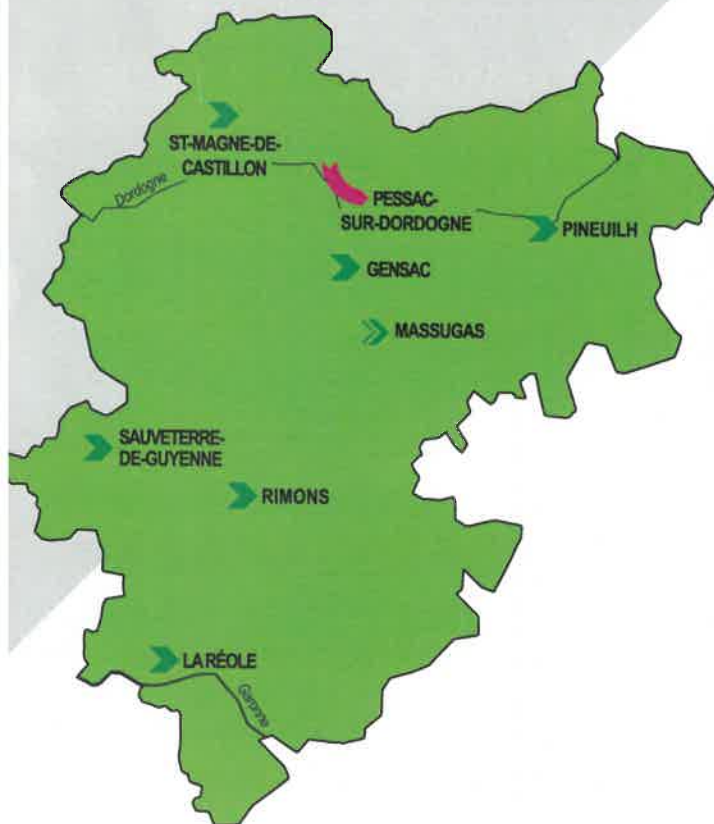 ST-MAGNE-DE-
CASTILLON
Dordogne
PESSAC-
SUR-DORDOGNE
PINEUILH
GENSAC
MASSUGAS
SAUVETERRE-
DE-GUYENNE
RIMONS
LA RÉOLE
Garonne